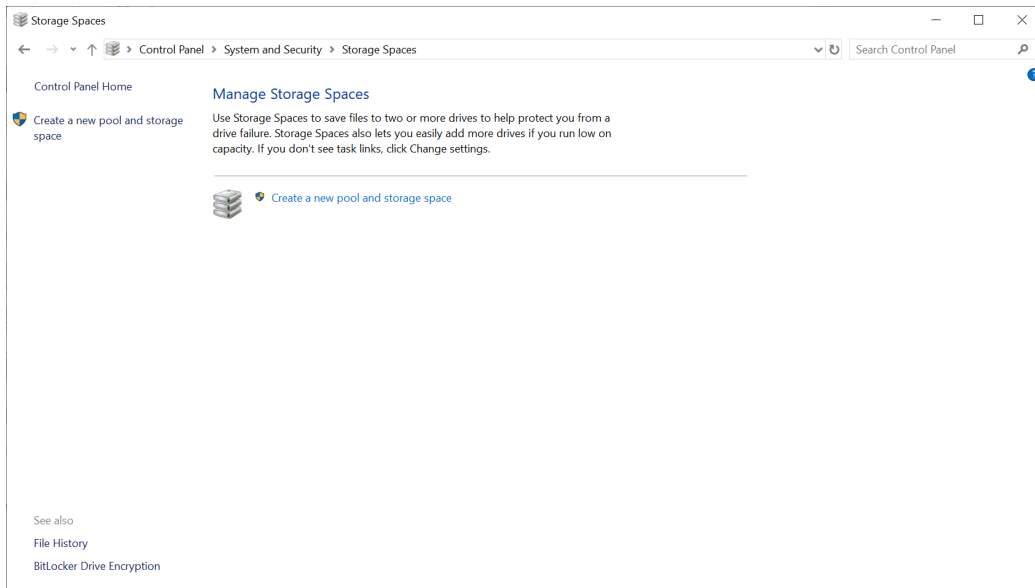 Storage Spaces
Control Panel > System and Security > Storage Spaces
Search Control Panel
?
Control Panel Home
Create a new pool and storage
space
Manage Storage Spaces
Use Storage Spaces to save files to two or more drives to help protect you from a
drive failure. Storage Spaces also lets you easily add more drives if you run low on
capacity. If you don't see task links, click Change settings.
Create a new pool and storage space
See also
File History
BitLocker Drive Encryption